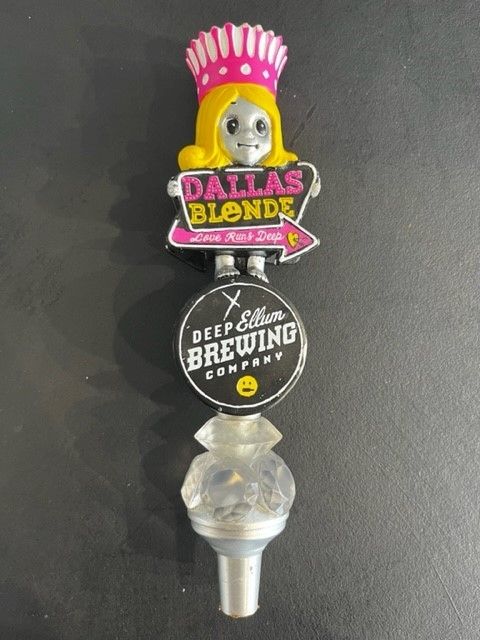 DALLAS
BLONDE
Love Runs Deep
DEEP Ellum
BREWING
COMPANY